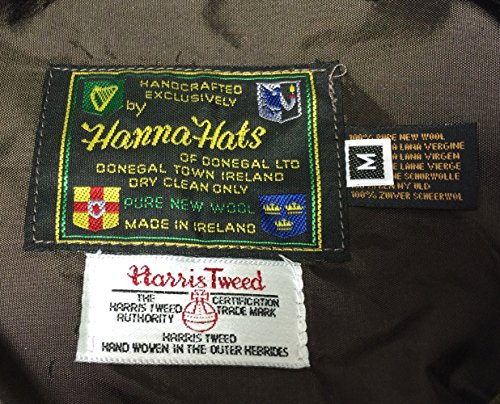 HANDCRAFTED
EXCLUSIVELY
by
Hanna Hats
OF DONEGAL LTD
DONEGAL TOWN IRELAND
DRY CLEAN ONLY
PURE NEW WOOL
MADE IN IRELAND
M
100% PURE NEW WOOL
LANA VERGINE
LANA VIRGEN
LAINE VIERGE
SCHURWOLLE
NY ULD
100% ZUIVER SCHEERWOL
Harris Tweed
THE CERTIFICATION
HARRIS TWEED TRADE MARK
AUTHORITY
HARRIS TWEED
HAND WOVEN IN THE OUTER HEBRIDES